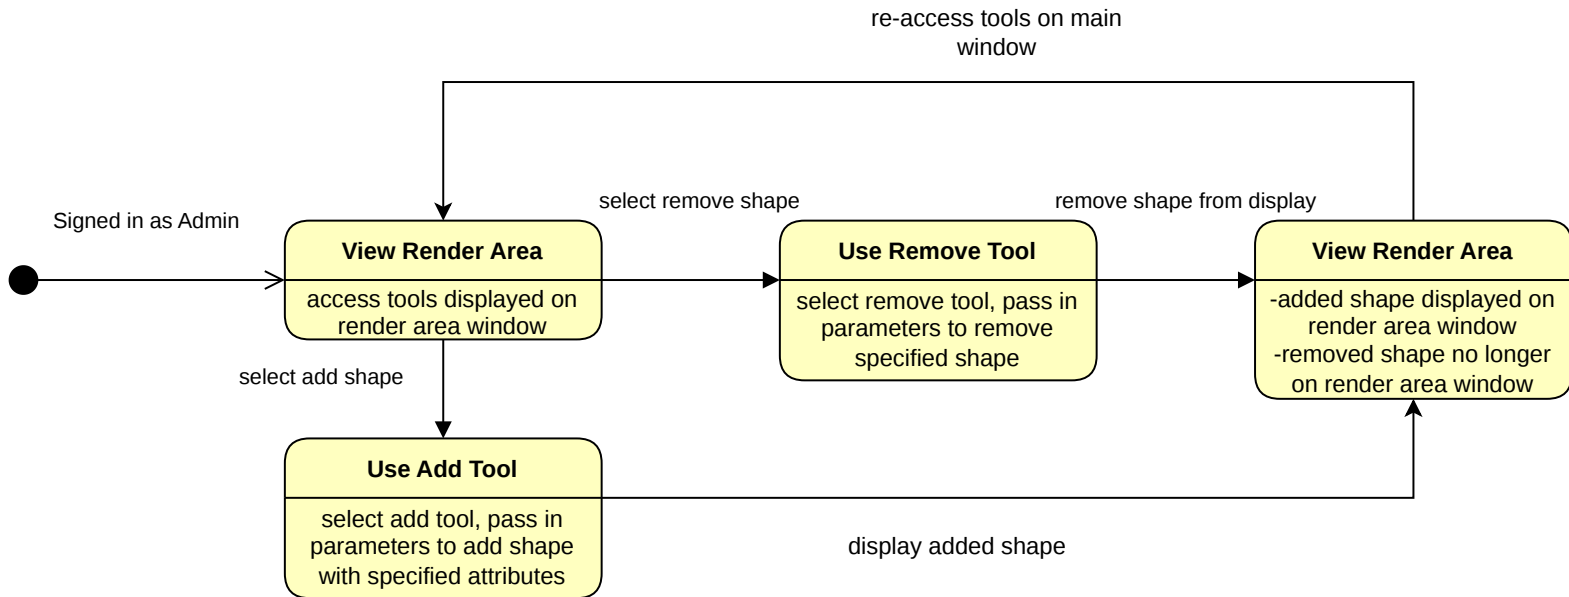 re-access tools on main
window
Signed in as Admin
select remove shape
remove shape from display
View Render Area
access tools displayed on
render area window
Use Remove Tool
select remove tool, pass in
parameters to remove
specified shape
View Render Area
-added shape displayed on
render area window
-removed shape no longer
on render area window
select add shape
Use Add Tool
select add tool, pass in
parameters to add shape
with specified attributes
display added shape